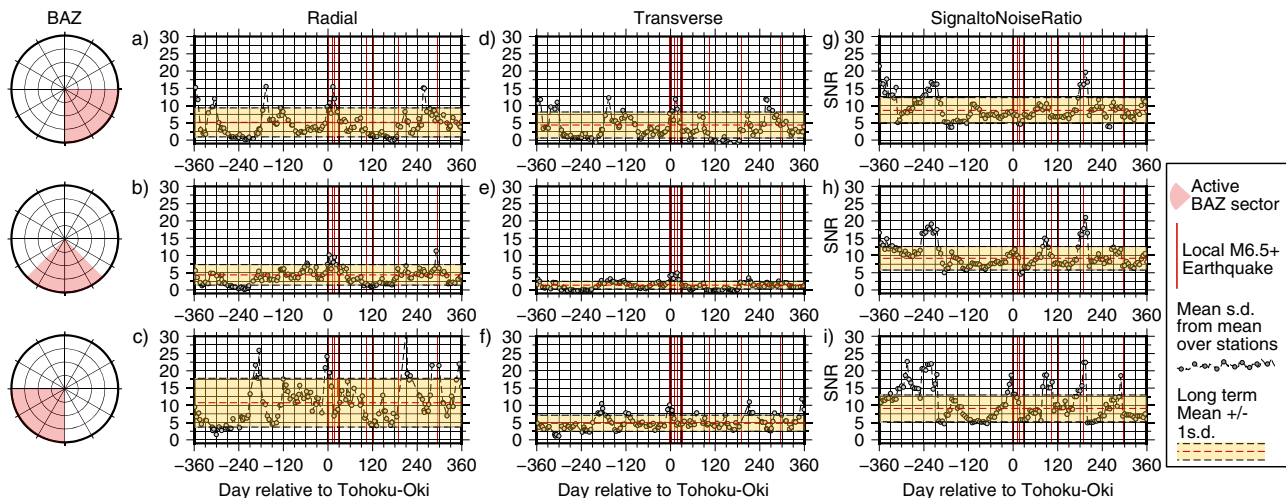 BAZ
Radial
Transverse
SignaltoNoiseRatio
a)
30
25
20
15
10
5
0
−360 −240 −120 0 120 240 360
d)
30
25
20
15
10
5
0
−360 −240 −120 0 120 240 360
g)
SNR
30
25
20
15
10
5
0
−360 −240 −120 0 120 240 360
b)
30
25
20
15
10
5
0
−360 −240 −120 0 120 240 360
e)
30
25
20
15
10
5
0
−360 −240 −120 0 120 240 360
h)
SNR
30
25
20
15
10
5
0
−360 −240 −120 0 120 240 360
c)
30
25
20
15
10
5
0
−360 −240 −120 0 120 240 360
Day relative to Tohoku-Oki
f)
30
25
20
15
10
5
0
−360 −240 −120 0 120 240 360
Day relative to Tohoku-Oki
i)
SNR
30
25
20
15
10
5
0
−360 −240 −120 0 120 240 360
Day relative to Tohoku-Oki
Active
BAZ sector
Local M6.5+
Earthquake
Mean s.d.
from mean
over stations
Long term
Mean +/-
1s.d.